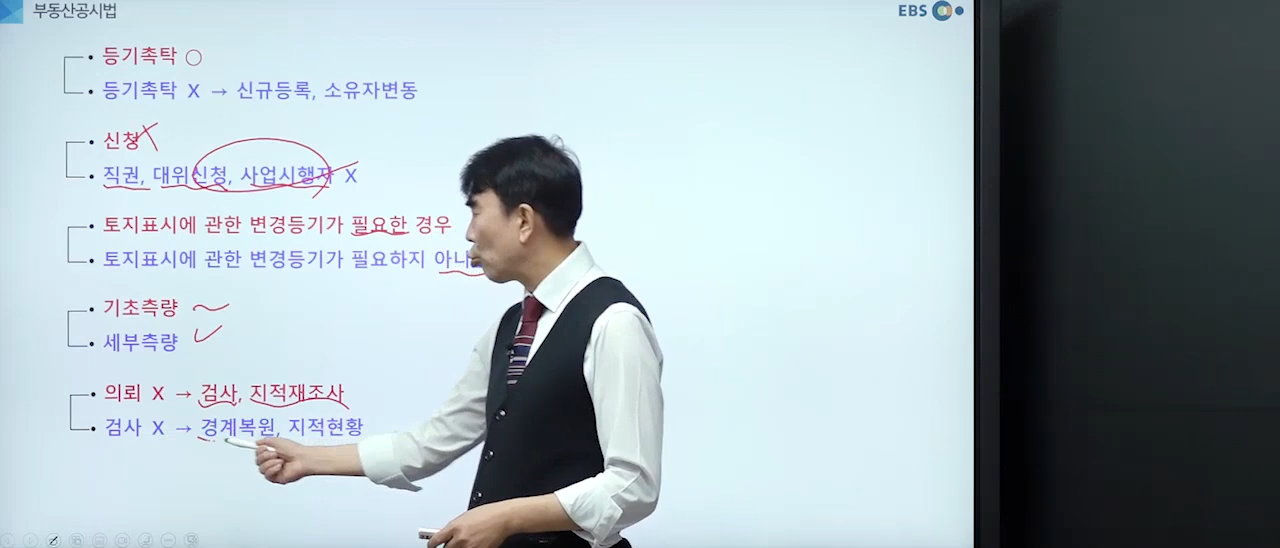 부동산공시법
EBS
• 등기촉탁 ○
• 등기촉탁 X → 신규등록, 소유자변동
• 신청
• 직권, 대위신청, 사업시행자 X
• 토지표시에 관한 변경등기가 필요한 경우
• 토지표시에 관한 변경등기가 필요하지 아니
• 기초측량
• 세부측량
• 의뢰 X → 검사, 지적재조사
• 검사 X → 경계복원, 지적현황